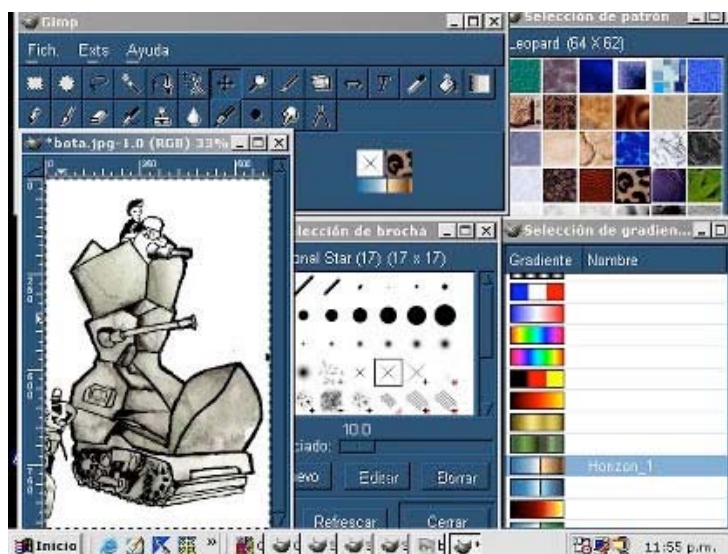 Gimp
Fich. Exts Ayuda
Selección de patrón
Leopard (64 X 62)
*bota.jpg-1.0 (RGB) 33%
lección de brocha
onal Star (17) (17 x 17)
10.0
ciado:
evo Editar Borrar
Refrescar Cerrar
Selección de gradien...
Gradiente Nombre
Horizon_1
Inicio
11:55 p.m.